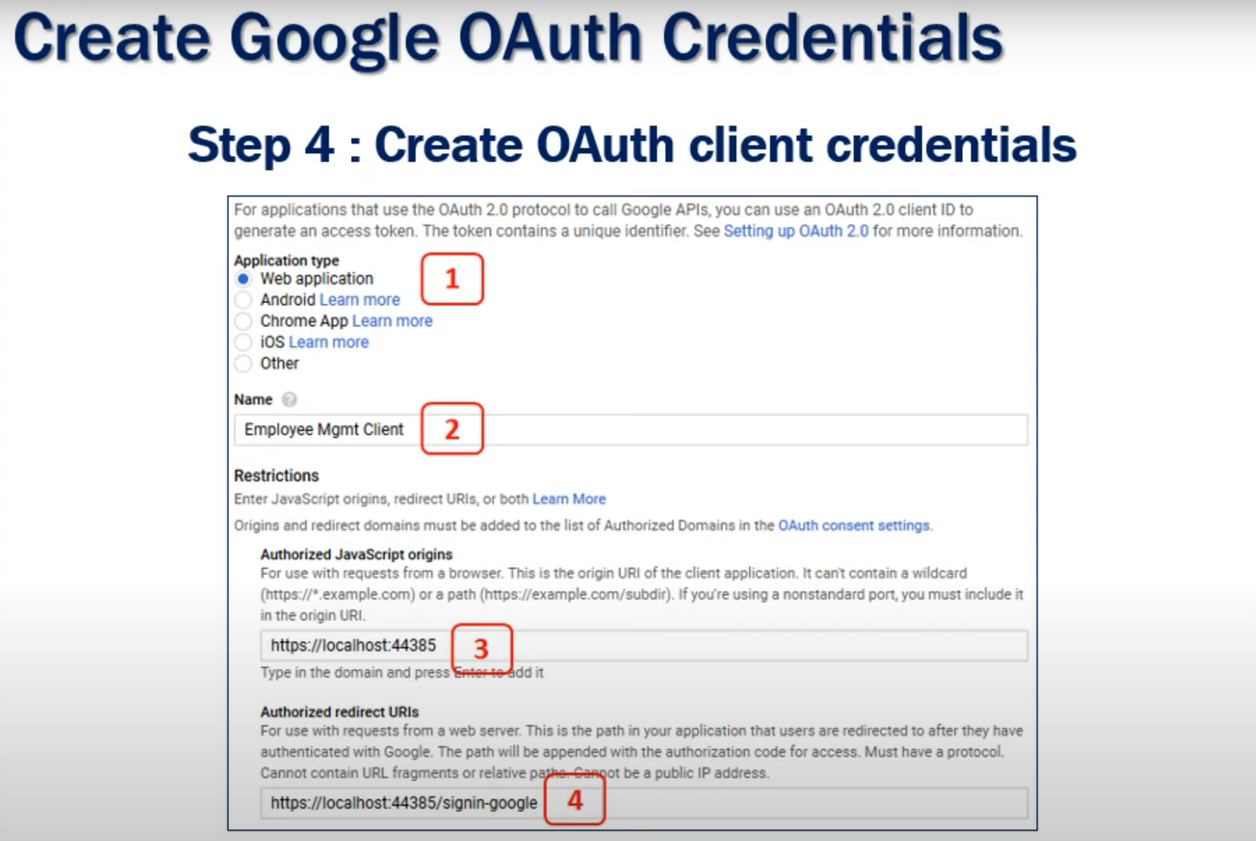 Create Google OAuth Credentials
Step 4 : Create OAuth client credentials
For applications that use the OAuth 2.0 protocol to call Google APIs, you can use an OAuth 2.0 client ID to
generate an access token. The token contains a unique identifier. See Setting up OAuth 2.0 for more information.
Application type
Web application
1
Android Learn more
Chrome App Learn more
iOS Learn more
Other
Name ?
Employee Mgmt Client
2
Restrictions
Enter JavaScript origins, redirect URIs, or both Learn More
Origins and redirect domains must be added to the list of Authorized Domains in the OAuth consent settings.
Authorized JavaScript origins
For use with requests from a browser. This is the origin URI of the client application. It can't contain a wildcard
(https://*.example.com) or a path (https://example.com/subdir). If you're using a nonstandard port, you must include it
in the origin URI.
https://localhost:44385
3
Type in the domain and press Enter to add it
Authorized redirect URIs
For use with requests from a web server. This is the path in your application that users are redirected to after they have
authenticated with Google. The path will be appended with the authorization code for access. Must have a protocol.
Cannot contain URL fragments or relative paths. Cannot be a public IP address.
https://localhost:44385/signin-google
4